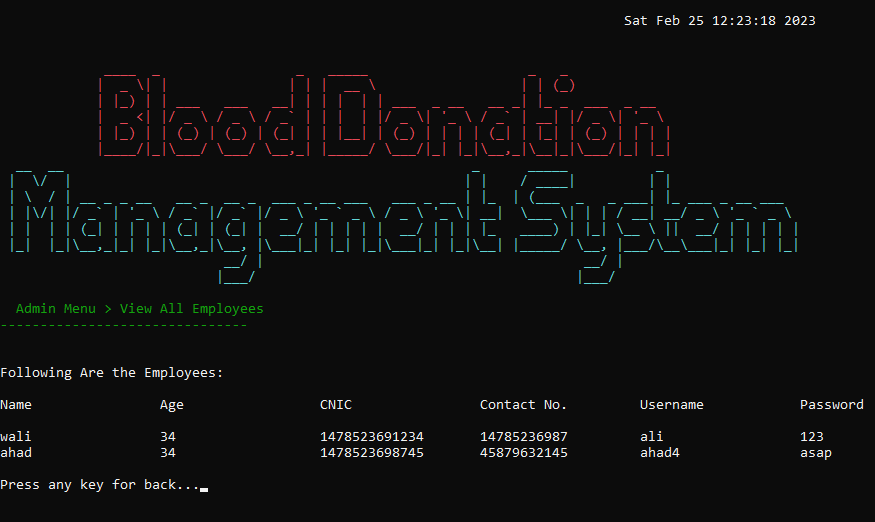 Sat Feb 25 12:23:18 2023
Blood Donation
Management System
Admin Menu > View All Employees
-------------------------------
Following Are the Employees:
Name Age CNIC Contact No. Username Password
wali 34 1478523691234 14785236987 ali 123
ahad 34 1478523698745 45879632145 ahad4 asap
Press any key for back...